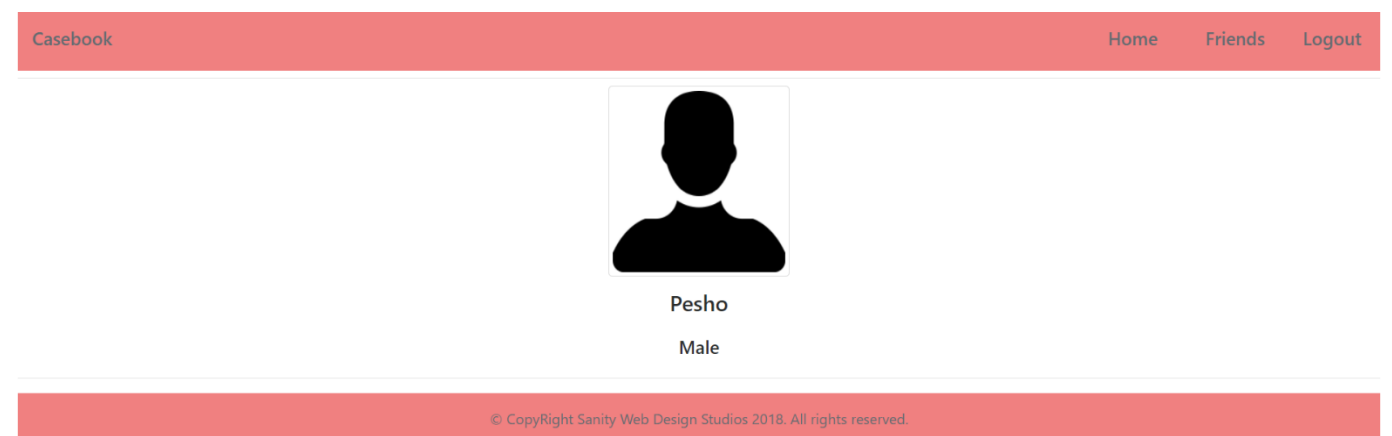 Casebook Home Friends Logout
Pesho
Male
© CopyRight Sanity Web Design Studios 2018. All rights reserved.